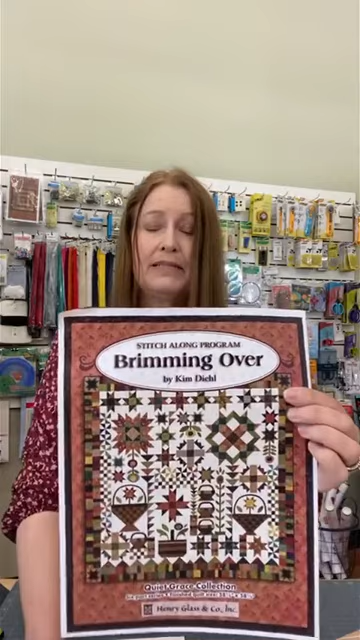 STITCH ALONG PROGRAM
Brimming Over
by Kim Diehl
Quiet Grace Collection
Henry Glass & Co., Inc.